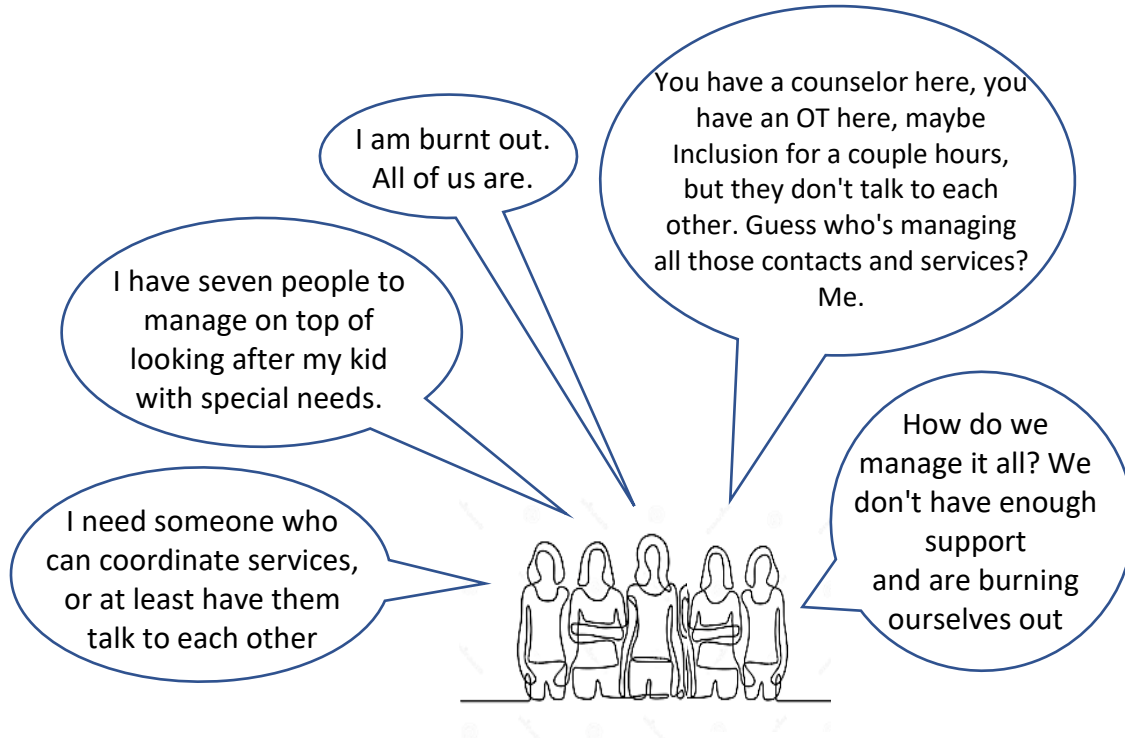 I am burnt out.
All of us are.
You have a counselor here, you
have an OT here, maybe
Inclusion for a couple hours,
but they don't talk to each
other. Guess who's managing
all those contacts and services?
Me.
I have seven people to
manage on top of
looking after my kid
with special needs.
How do we
manage it all? We
don't have enough
support
and are burning
ourselves out
I need someone who
can coordinate services,
or at least have them
talk to each other